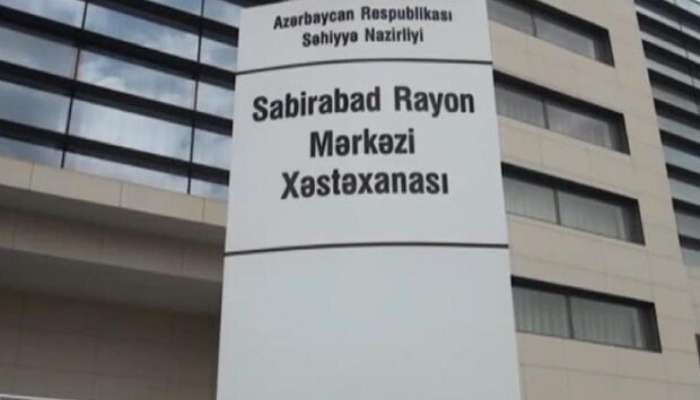 Azərbaycan Respublikası
Səhiyyə Nazirliyi
Sabirabad Rayon
Mərkəzi
Xəstəxanası